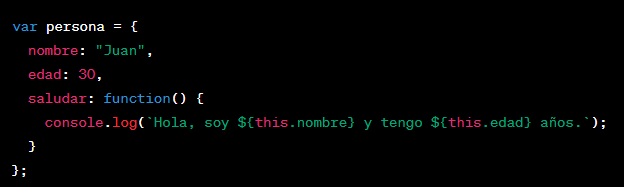 var persona = {
  nombre: "Juan",
  edad: 30,
  saludar: function() {
    console.log(`Hola, soy ${this.nombre} y tengo ${this.edad} años.`);
  }
};